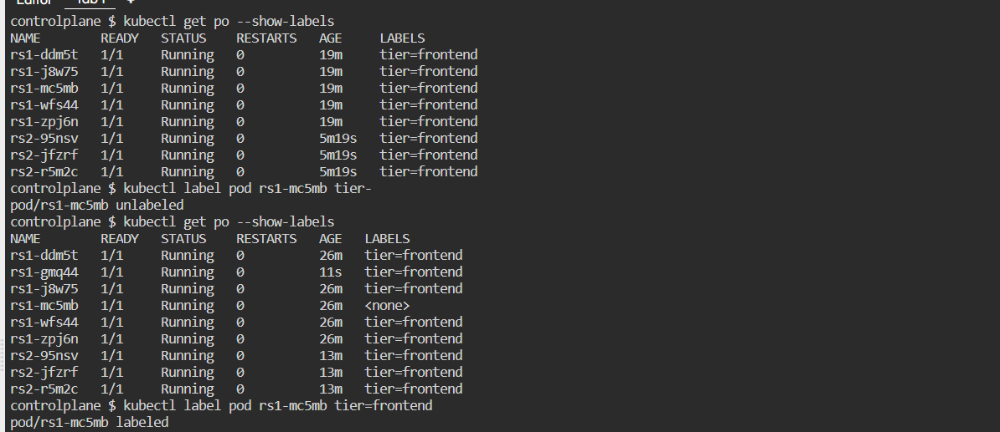 Editor Tab 1 +
controlplane $ kubectl get po --show-labels
NAME READY STATUS RESTARTS AGE LABELS
rs1-ddm5t 1/1 Running 0 19m tier=frontend
rs1-j8w75 1/1 Running 0 19m tier=frontend
rs1-mc5mb 1/1 Running 0 19m tier=frontend
rs1-wfs44 1/1 Running 0 19m tier=frontend
rs1-zpj6n 1/1 Running 0 19m tier=frontend
rs2-95nsv 1/1 Running 0 5m19s tier=frontend
rs2-jfzrf 1/1 Running 0 5m19s tier=frontend
rs2-r5m2c 1/1 Running 0 5m19s tier=frontend
controlplane $ kubectl label pod rs1-mc5mb tier-
pod/rs1-mc5mb unlabeled
controlplane $ kubectl get po --show-labels
NAME READY STATUS RESTARTS AGE LABELS
rs1-ddm5t 1/1 Running 0 26m tier=frontend
rs1-gmq44 1/1 Running 0 11s tier=frontend
rs1-j8w75 1/1 Running 0 26m tier=frontend
rs1-mc5mb 1/1 Running 0 26m <none>
rs1-wfs44 1/1 Running 0 26m tier=frontend
rs1-zpj6n 1/1 Running 0 26m tier=frontend
rs2-95nsv 1/1 Running 0 13m tier=frontend
rs2-jfzrf 1/1 Running 0 13m tier=frontend
rs2-r5m2c 1/1 Running 0 13m tier=frontend
controlplane $ kubectl label pod rs1-mc5mb tier=frontend
pod/rs1-mc5mb labeled